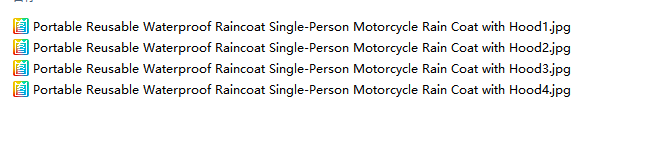 Portable Reusable Waterproof Raincoat Single-Person Motorcycle Rain Coat with Hood1.jpg
Portable Reusable Waterproof Raincoat Single-Person Motorcycle Rain Coat with Hood2.jpg
Portable Reusable Waterproof Raincoat Single-Person Motorcycle Rain Coat with Hood3.jpg
Portable Reusable Waterproof Raincoat Single-Person Motorcycle Rain Coat with Hood4.jpg